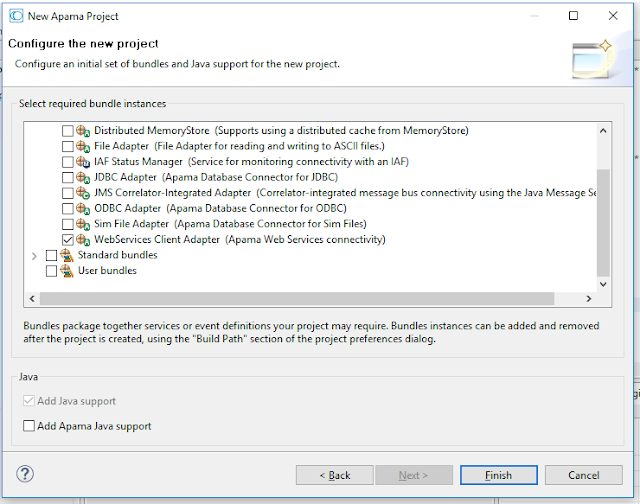 New Apama Project
Configure the new project
Configure an initial set of bundles and Java support for the new project.
Select required bundle instances
Distributed MemoryStore (Supports using a distributed cache from MemoryStore)
File Adapter (File Adapter for reading and writing to ASCII files.)
IAF Status Manager (Service for monitoring connectivity with an IAF)
JDBC Adapter (Apama Database Connector for JDBC)
JMS Correlator-Integrated Adapter (Correlator-integrated message bus connectivity using the Java Message Se
ODBC Adapter (Apama Database Connector for ODBC)
Sim File Adapter (Apama Database Connector for Sim Files)
WebServices Client Adapter (Apama Web Services connectivity)
Standard bundles
User bundles
Bundles package together services or event definitions your project may require. Bundles instances can be added and removed
after the project is created, using the "Build Path" section of the project preferences dialog.
Java
Add Java support
Add Apama Java support
? < Back Next > Finish Cancel